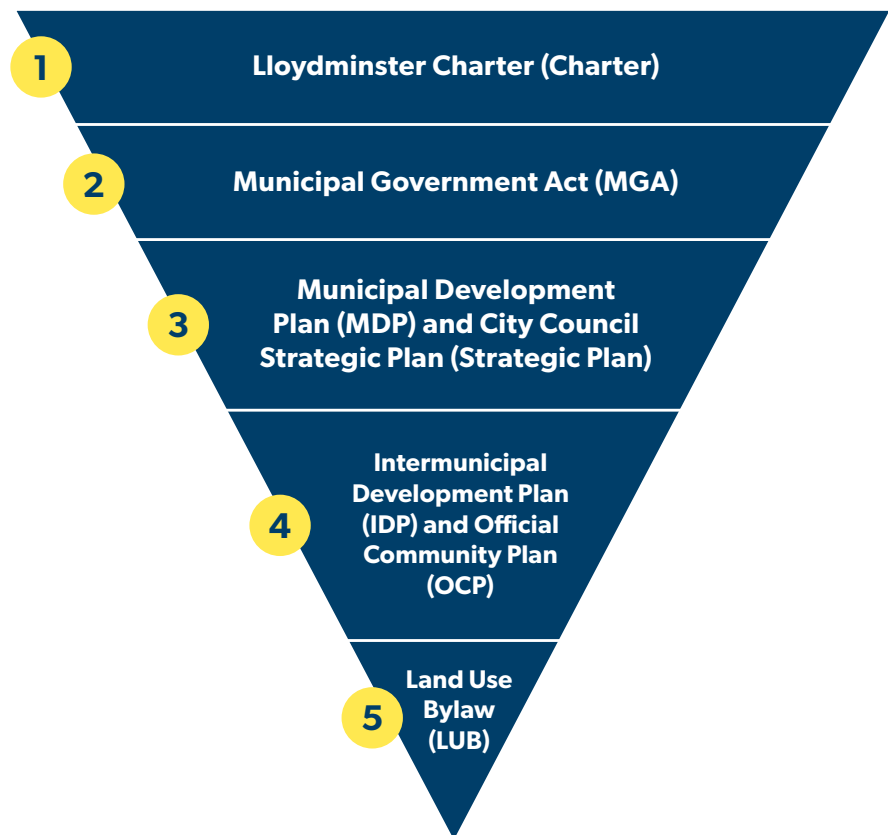 1
Lloydminster Charter (Charter)
2
Municipal Government Act (MGA)
3
Municipal Development
Plan (MDP) and City Council
Strategic Plan (Strategic Plan)
4
Intermunicipal
Development Plan
(IDP) and Official
Community Plan
(OCP)
5
Land Use
Bylaw
(LUB)